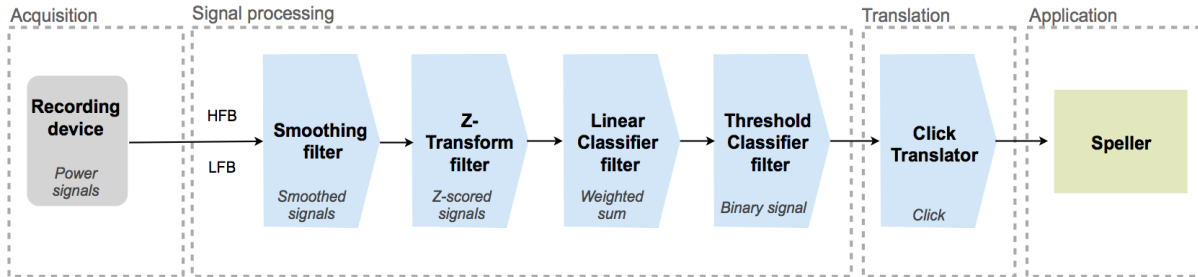 Acquisition
Signal processing
Translation
Application
Recording
device
Power
signals
HFB
LFB
Smoothing
filter
Smoothed
signals
Z-
Transform
filter
Z-scored
signals
Linear
Classifier
filter
Weighted
sum
Threshold
Classifier
filter
Binary signal
Click
Translator
Click
Speller